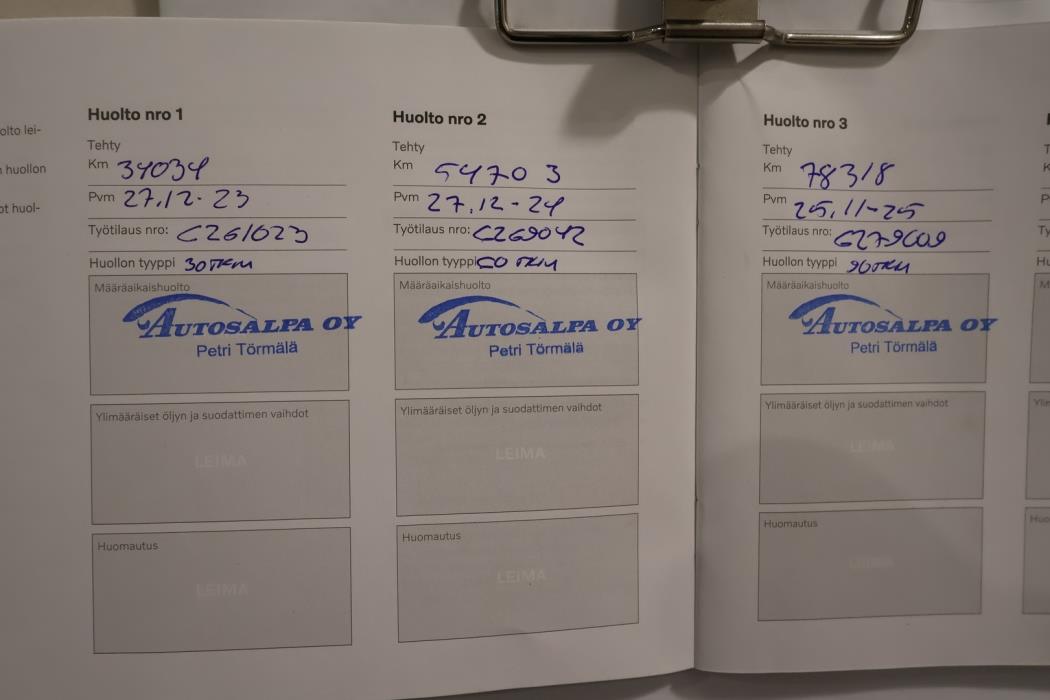 olto lei-
huollon
ot huol-
Huolto nro 1
Tehty
Km 34034
Pvm 27.12.23
Työtilaus nro: C261023
Huollon tyyppi 30TKM
Määräaikaishuolto
AUTOSALPA OY
Petri Törmälä
Ylimääräiset öljyn ja suodattimen vaihdot
LEIMA
Huomautus
LEIMA
Huolto nro 2
Tehty
Km 54703
Pvm 27.12-24
Työtilaus nro: C269042
Huollon tyyppi 60 TKM
Määräaikaishuolto
AUTOSALPA OY
Petri Törmälä
Ylimääräiset öljyn ja suodattimen vaihdot
LEIMA
Huomautus
LEIMA
Huolto nro 3
Tehty
Km 78318
Pvm 25.11-25
Työtilaus nro:
Huollon tyyppi 90TKM
Määräaikaishuolto
AUTOSALPA OY
Petri Törmälä
Ylimääräiset öljyn ja suodattimen vaihdot
LEIMA
Huomautus
LEIMA